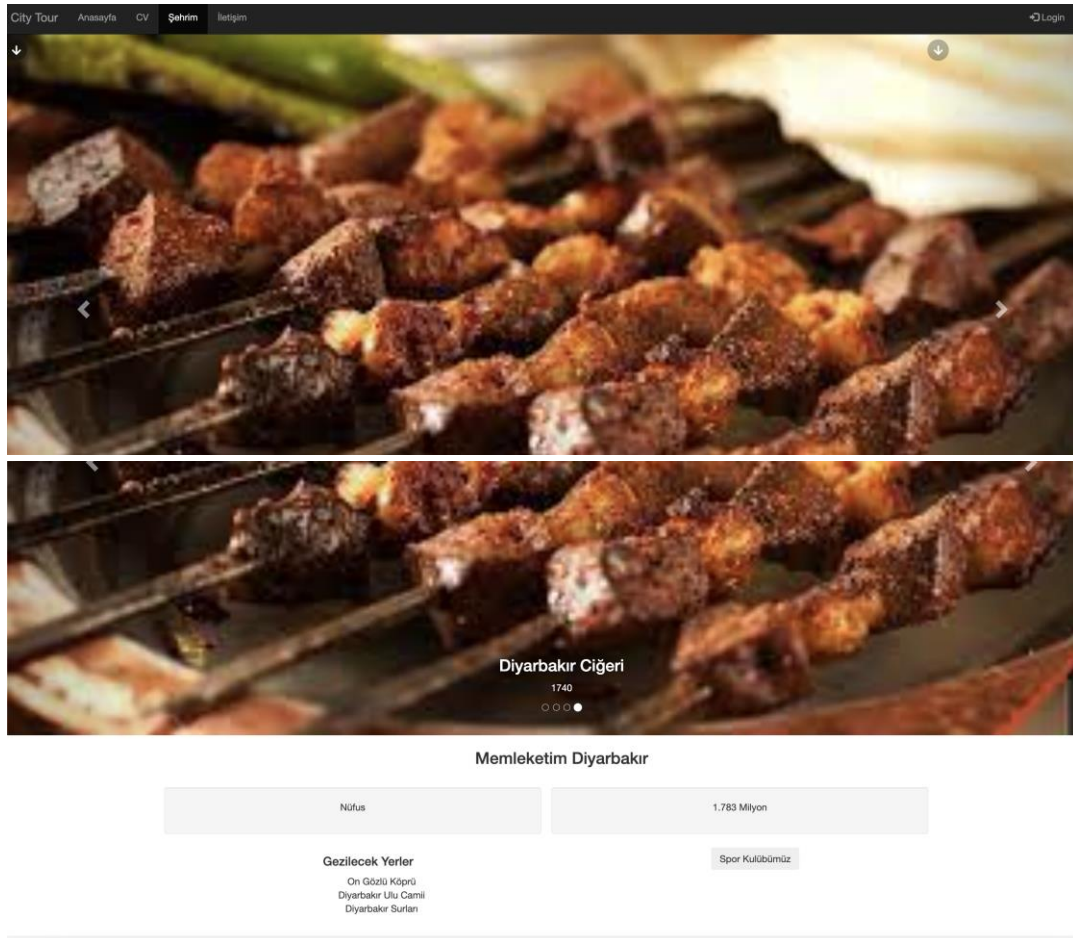 City Tour Anasayfa CV Şehrim İletişim Login
Diyarbakır Ciğeri
1740
Memleketim Diyarbakır
Nüfus 1.783 Milyon
Gezilecek Yerler Spor Kulübümüz
On Gözlü Köprü
Diyarbakır Ulu Camii
Diyarbakır Surları